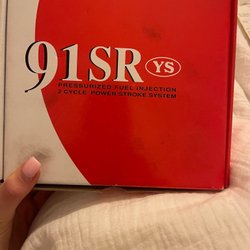 91SR YS
PRESSURIZED FUEL INJECTION
2 CYCLE POWER STROKE SYSTEM